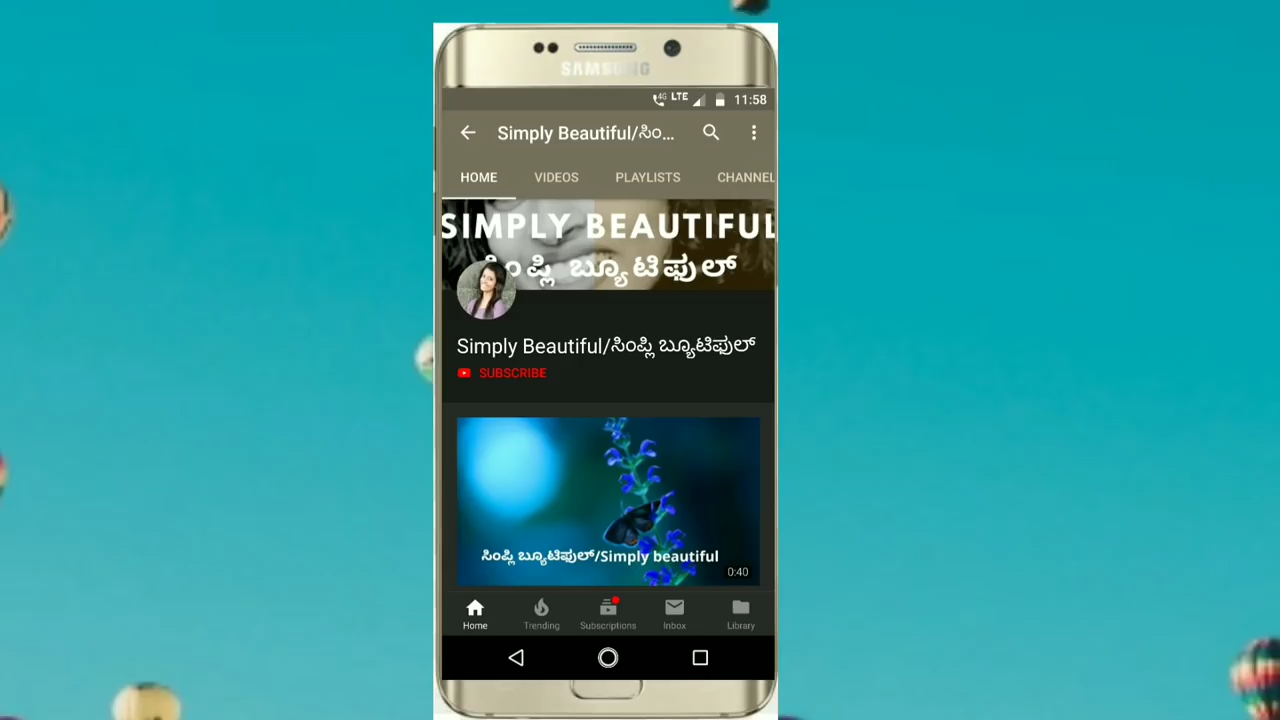 SAMSUNG
4G LTE 11:58
Simply Beautiful/ಸಿಂ...
HOME VIDEOS PLAYLISTS CHANNEL
SIMPLY BEAUTIFUL
ಸಿಂಪ್ಲಿ ಬ್ಯೂಟಿಫುಲ್
Simply Beautiful/ಸಿಂಪ್ಲಿ ಬ್ಯೂಟಿಫುಲ್
SUBSCRIBE
ಸಿಂಪ್ಲಿ ಬ್ಯೂಟಿಫುಲ್/Simply beautiful
0:40
Home Trending Subscriptions Inbox Library